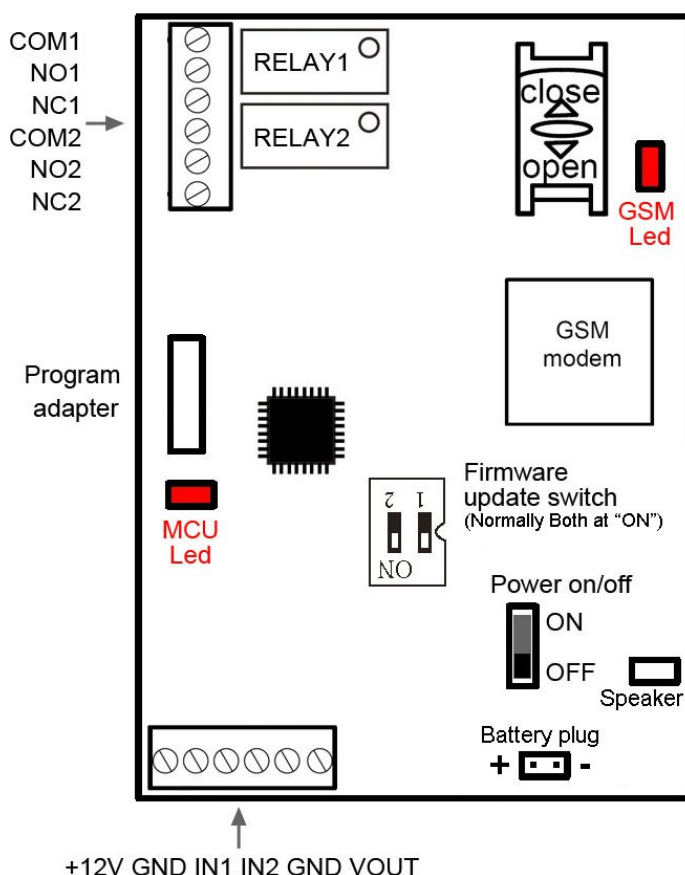 COM1
NO1
NC1
COM2
NO2
NC2
RELAY1
RELAY2
close
open
GSM
Led
GSM
modem
Program
adapter
MCU
Led
Firmware
update switch
(Normally Both at “ON”)
2 1
ON
Power on/off
ON
OFF
Speaker
Battery plug
+ -
+12V GND IN1 IN2 GND VOUT